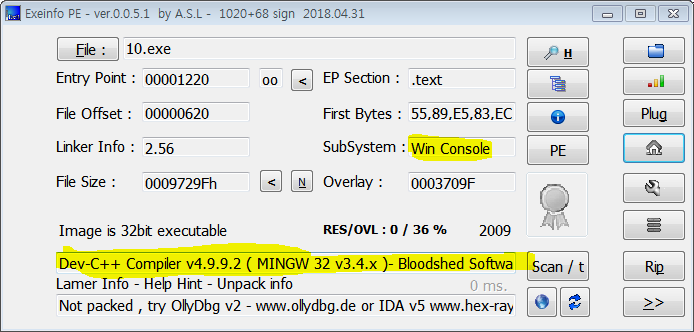 Exeinfo PE - ver.0.0.5.1 by A.S.L - 1020+68 sign 2018.04.31
File : 10.exe H
Entry Point : 00001220 oo < EP Section : .text
File Offset : 00000620 First Bytes : 55,89,E5,83,EC Plug
Linker Info : 2.56 SubSystem : Win Console PE
File Size : 0009729Fh < N Overlay : 0003709F
Image is 32bit executable RES/OVL : 0 / 36 % 2009
Dev-C++ Compiler v4.9.9.2 ( MINGW 32 v3.4.x )- Bloodshed Softwa Scan / t Rip
Lamer Info - Help Hint - Unpack info 0 ms.
Not packed , try OllyDbg v2 - www.ollydbg.de or IDA v5 www.hex-ray >>